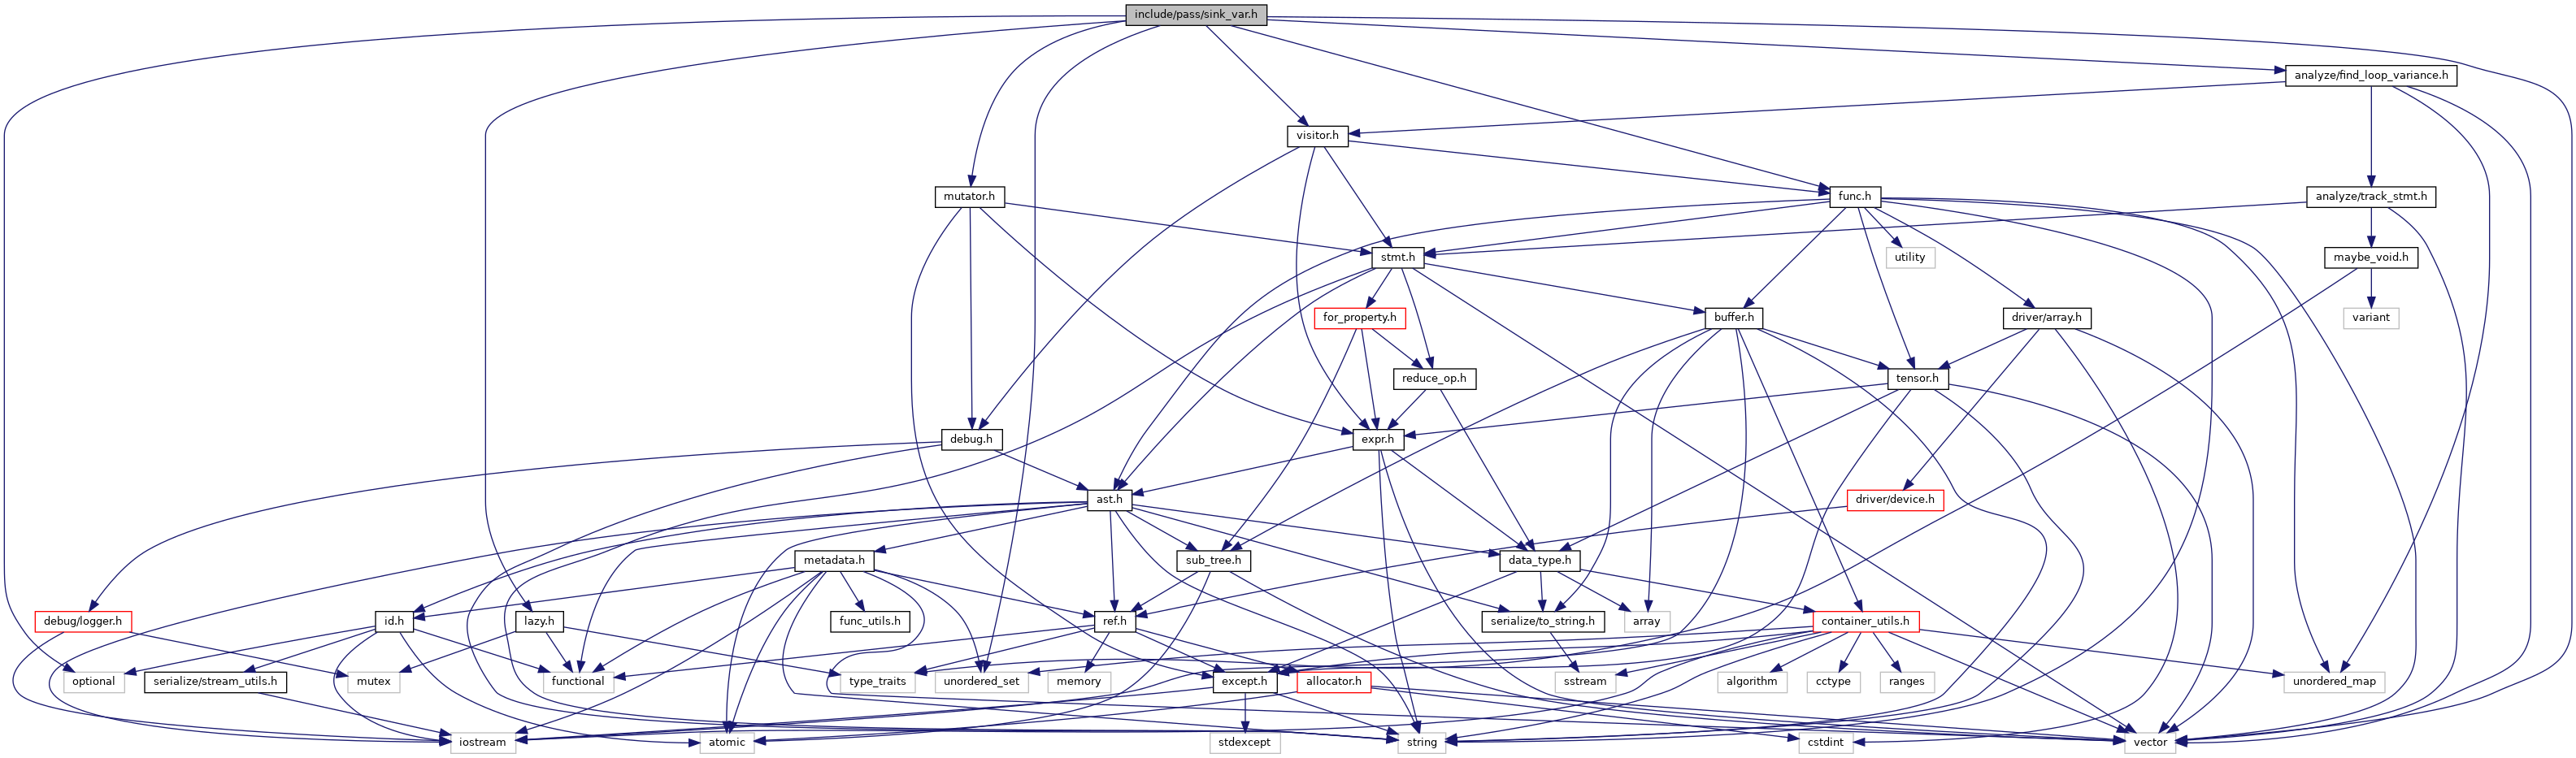 include/pass/sink_var.h
analyze/find_loop_variance.h
visitor.h
mutator.h
func.h
analyze/track_stmt.h
stmt.h
utility
maybe_void.h
for_property.h
buffer.h
driver/array.h
variant
reduce_op.h
tensor.h
debug.h
expr.h
ast.h
driver/device.h
metadata.h
sub_tree.h
data_type.h
debug/logger.h
id.h
lazy.h
func_utils.h
ref.h
serialize/to_string.h
array
container_utils.h
optional
serialize/stream_utils.h
mutex
functional
type_traits
unordered_set
memory
except.h
allocator.h
sstream
algorithm
cctype
ranges
unordered_map
iostream
atomic
stdexcept
string
cstdint
vector